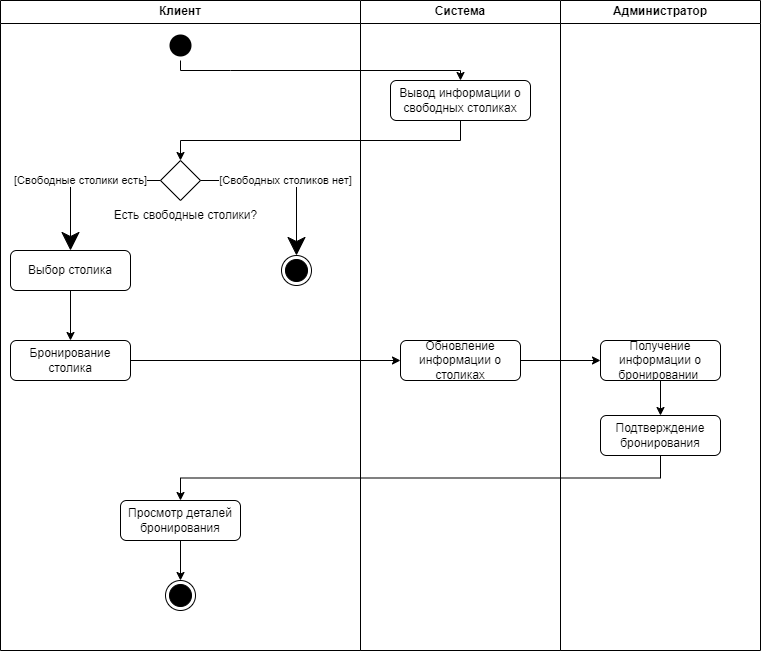 Клиент
Система
Администратор
Вывод информации о
свободных столиках
[Свободные столики есть]
[Свободных столиков нет]
Есть свободные столики?
Выбор столика
Бронирование
столика
Обновление
информации о
столиках
Получение
информации о
бронировании
Подтверждение
бронирования
Просмотр деталей
бронирования